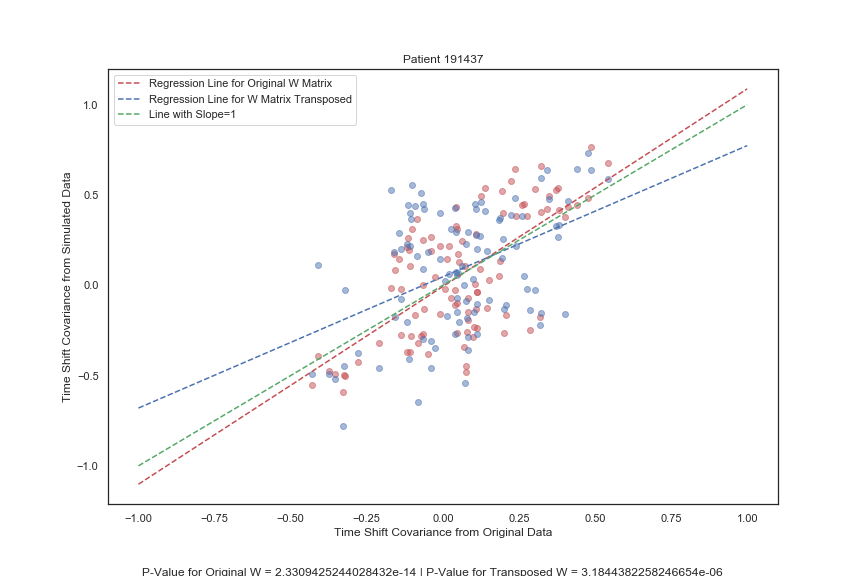 Patient 191437
Regression Line for Original W Matrix
Regression Line for W Matrix Transposed
Line with Slope=1
Time Shift Covariance from Simulated Data
1.0
0.5
0.0
−0.5
−1.0
−1.00 −0.75 −0.50 −0.25 0.00 0.25 0.50 0.75 1.00
Time Shift Covariance from Original Data
P-Value for Original W = 2.3309425244028432e-14 | P-Value for Transposed W = 3.1844382258246654e-06